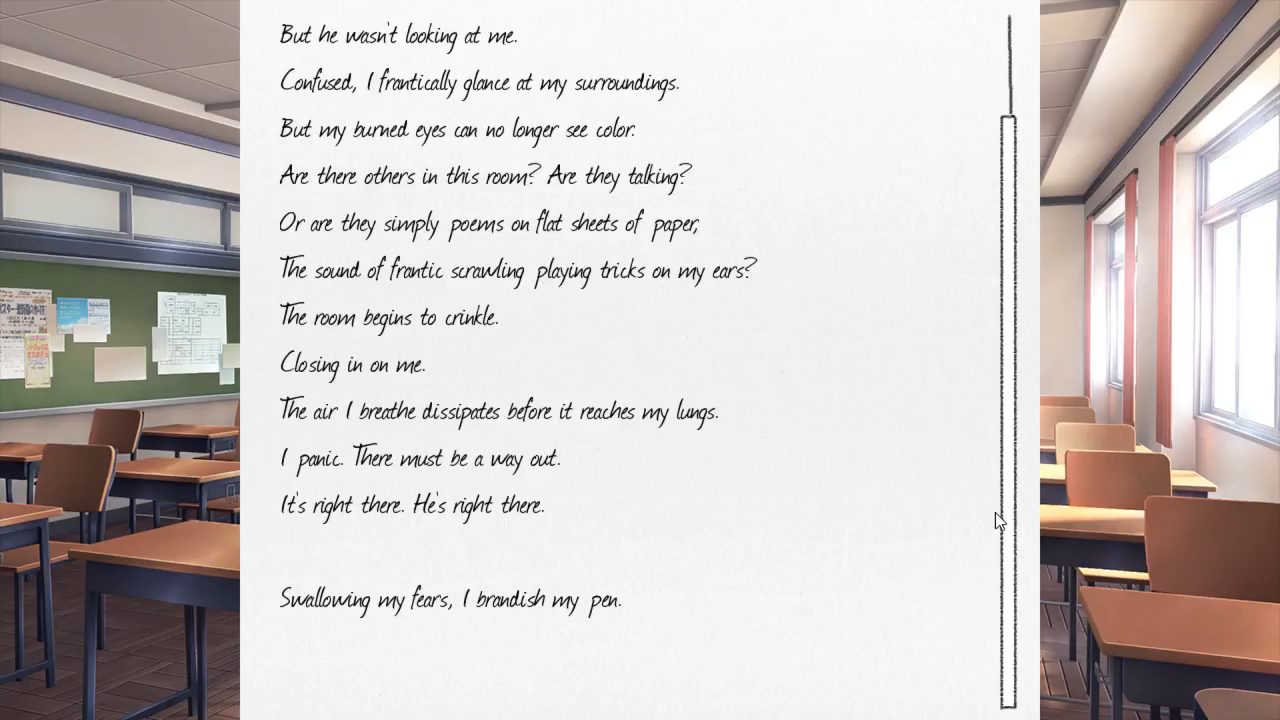 But he wasn't looking at me.
Confused, I frantically glance at my surroundings.
But my burned eyes can no longer see color.
Are there others in this room? Are they talking?
Or are they simply poems on flat sheets of paper,
The sound of frantic scrawling playing tricks on my ears?
The room begins to crinkle.
Closing in on me.
The air I breathe dissipates before it reaches my lungs.
I panic. There must be a way out.
It's right there. He's right there.
Swallowing my fears, I brandish my pen.